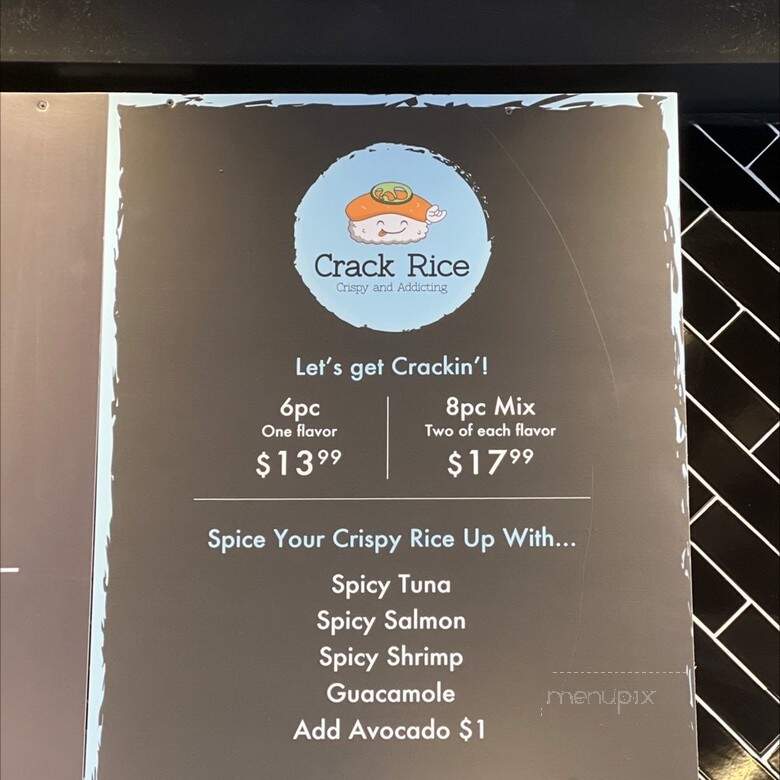 Crack Rice
Crispy and Addicting
Let's get Crackin'!
6pc
One flavor
$13⁹⁹
8pc Mix
Two of each flavor
$17⁹⁹
Spice Your Crispy Rice Up With...
Spicy Tuna
Spicy Salmon
Spicy Shrimp
Guacamole
Add Avocado $1
menupix